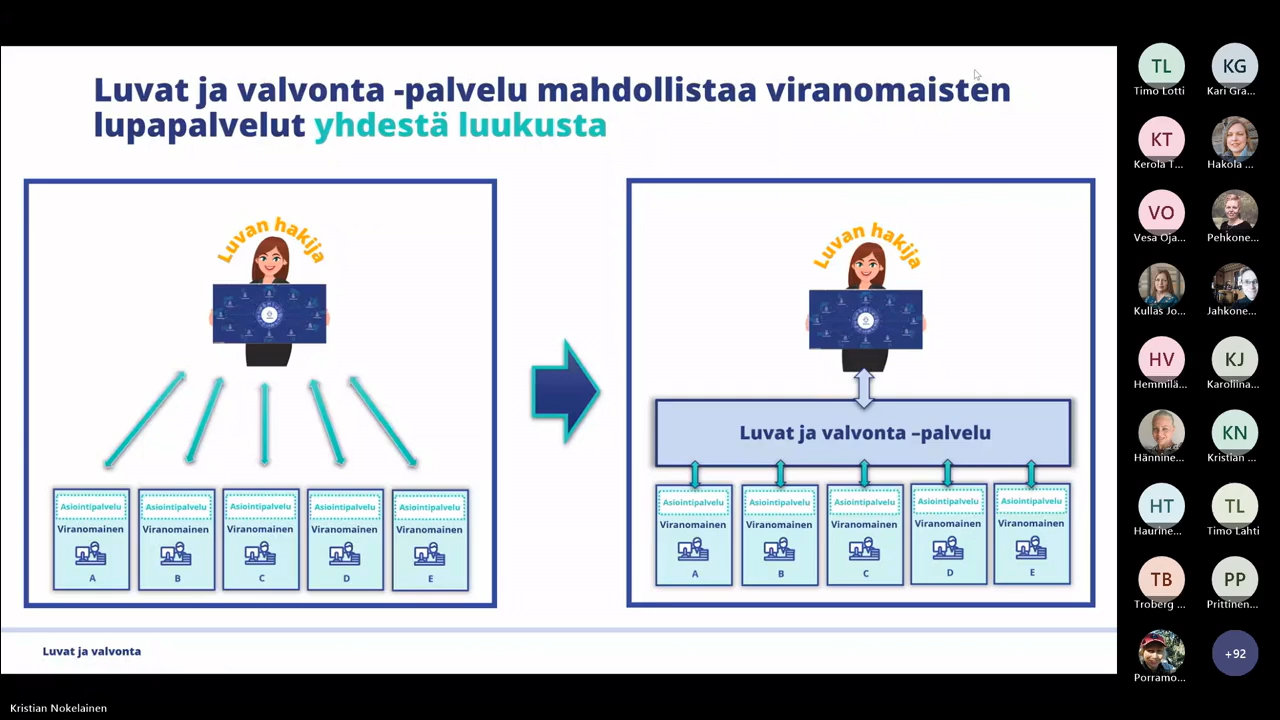 Luvat ja valvonta -palvelu mahdollistaa viranomaisten
lupapalvelut yhdestä luukusta
Luvan hakija
Asiointipalvelu
Viranomainen
A
Asiointipalvelu
Viranomainen
B
Asiointipalvelu
Viranomainen
C
Asiointipalvelu
Viranomainen
D
Asiointipalvelu
Viranomainen
E
Luvan hakija
Luvat ja valvonta –palvelu
Asiointipalvelu
Viranomainen
A
Asiointipalvelu
Viranomainen
B
Asiointipalvelu
Viranomainen
C
Asiointipalvelu
Viranomainen
D
Asiointipalvelu
Viranomainen
E
Luvat ja valvonta
Kristian Nokelainen
TL
Timo Lotti
KG
Kari Gra...
KT
Kerola T...
Hakola ...
VO
Vesa Oja...
Pehkone...
Kullas Jo...
Jahkone...
HV
Hemmilä...
KJ
Karoliina...
Hännine...
KN
Kristian ...
HT
Haurine...
TL
Timo Lahti
TB
Troberg ...
PP
Prittinen...
Porramo...
+92